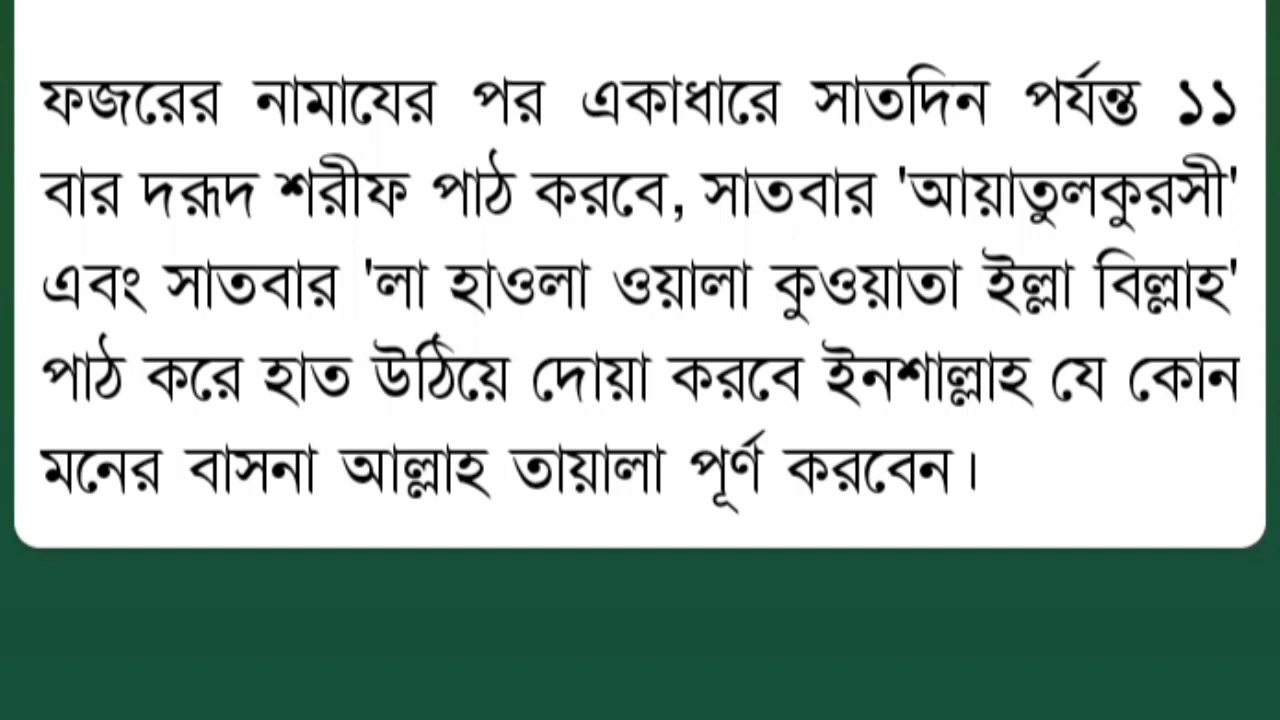 ফজরের নামাযের পর একাধারে সাতদিন পর্যন্ত ১১
বার দরূদ শরীফ পাঠ করবে, সাতবার 'আয়াতুলকুরসী'
এবং সাতবার 'লা হাওলা ওয়ালা কুওয়াতা ইল্লা বিল্লাহ'
পাঠ করে হাত উঠিয়ে দোয়া করবে ইনশাল্লাহ যে কোন
মনের বাসনা আল্লাহ তায়ালা পূর্ণ করবেন।